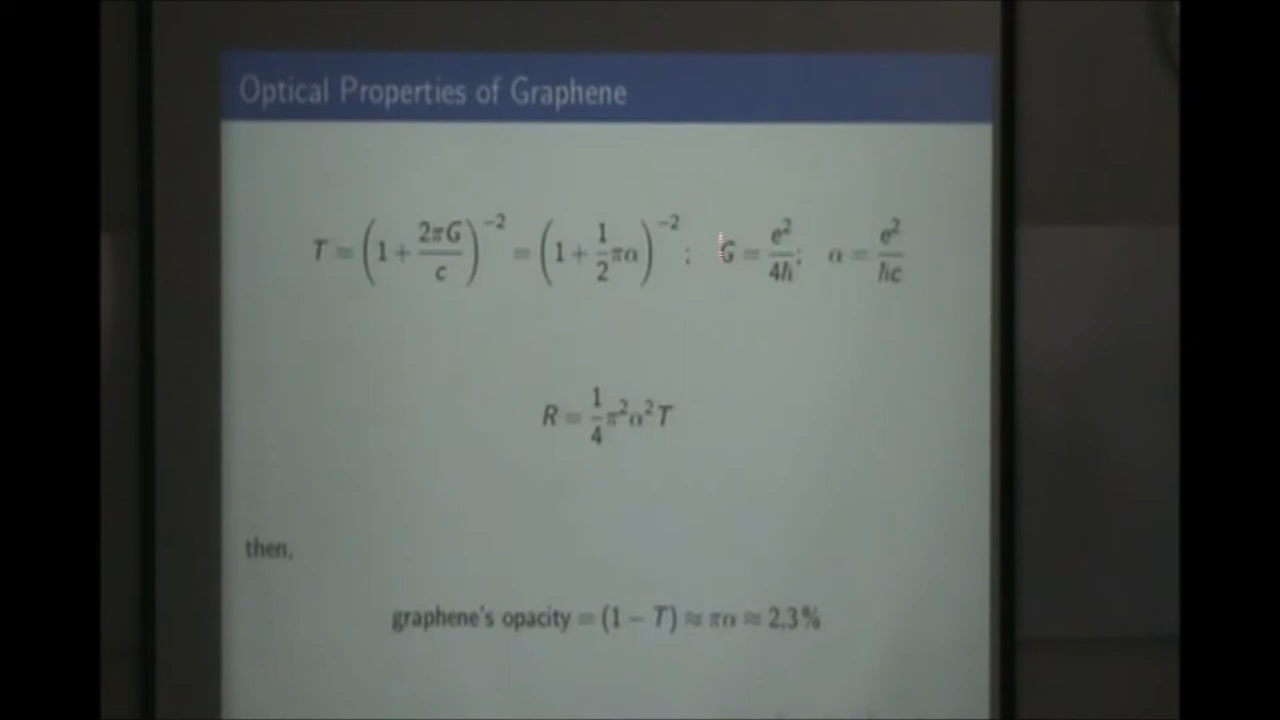 Optical Properties of Graphene
T = (1 + 2πG/c)⁻² = (1 + 1/2 πα)⁻² ; G = e²/4ħ; α = e²/ħc
R = 1/4 π²α²T
then,
graphene's opacity = (1 − T) ≈ πα ≈ 2,3%